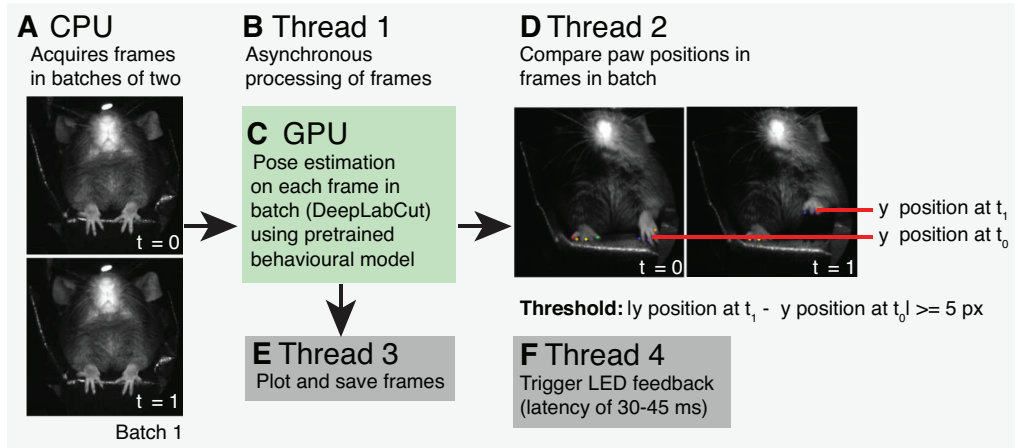 A CPU
Acquires frames
in batches of two
t = 0
t = 1
Batch 1
B Thread 1
Asynchronous
processing of frames
C GPU
Pose estimation
on each frame in
batch (DeepLabCut)
using pretrained
behavioural model
E Thread 3
Plot and save frames
D Thread 2
Compare paw positions in
frames in batch
y position at t1
y position at t0
t = 0
t = 1
Threshold: |y position at t1 - y position at t0| >= 5 px
F Thread 4
Trigger LED feedback
(latency of 30-45 ms)